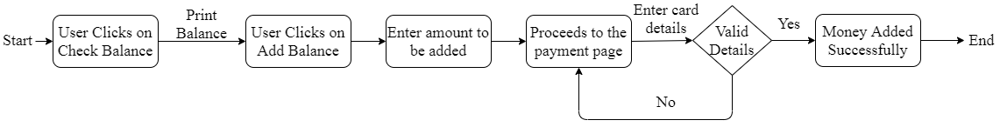 Start
User Clicks on
Check Balance
Print
Balance
User Clicks on
Add Balance
Enter amount to
be added
Proceeds to the
payment page
Enter card
details
Valid
Details
Yes
Money Added
Successfully
End
No